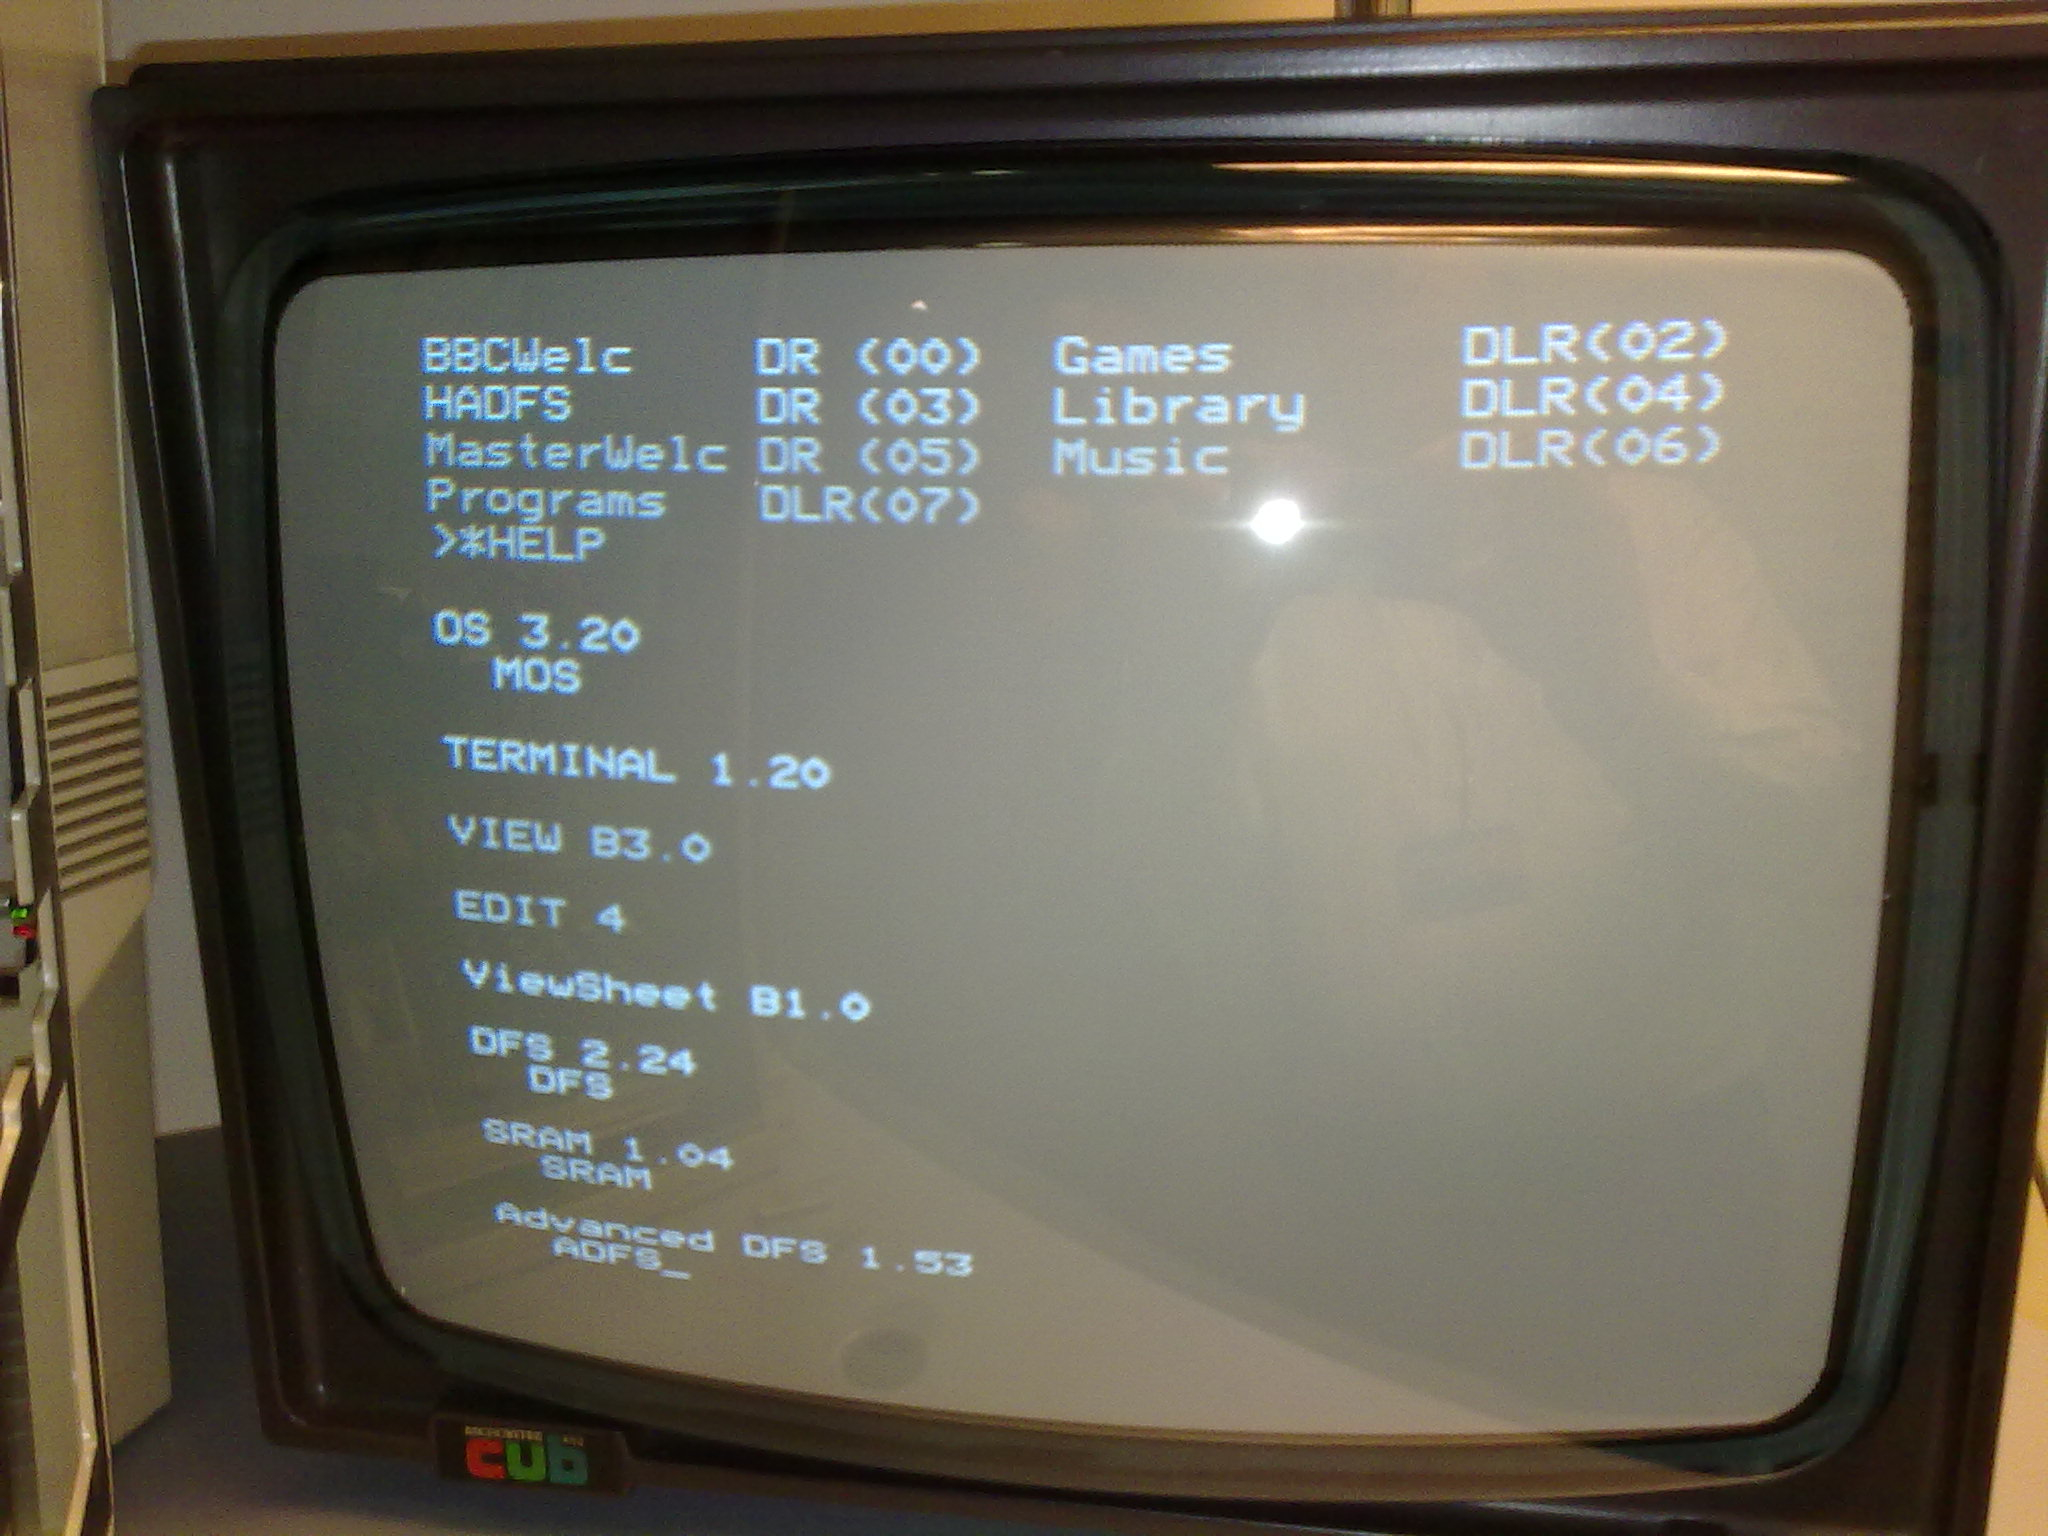 BBCWelc DR (00) Games DLR(02)
HADFS DR (03) Library DLR(04)
MasterWelc DR (05) Music DLR(06)
Programs DLR(07)
>*HELP
OS 3.20
MOS
TERMINAL 1.20
VIEW B3.0
EDIT 4
ViewSheet B1.0
DFS 2.24
DFS
SRAM 1.04
SRAM
Advanced DFS 1.53
ADFS_
cub